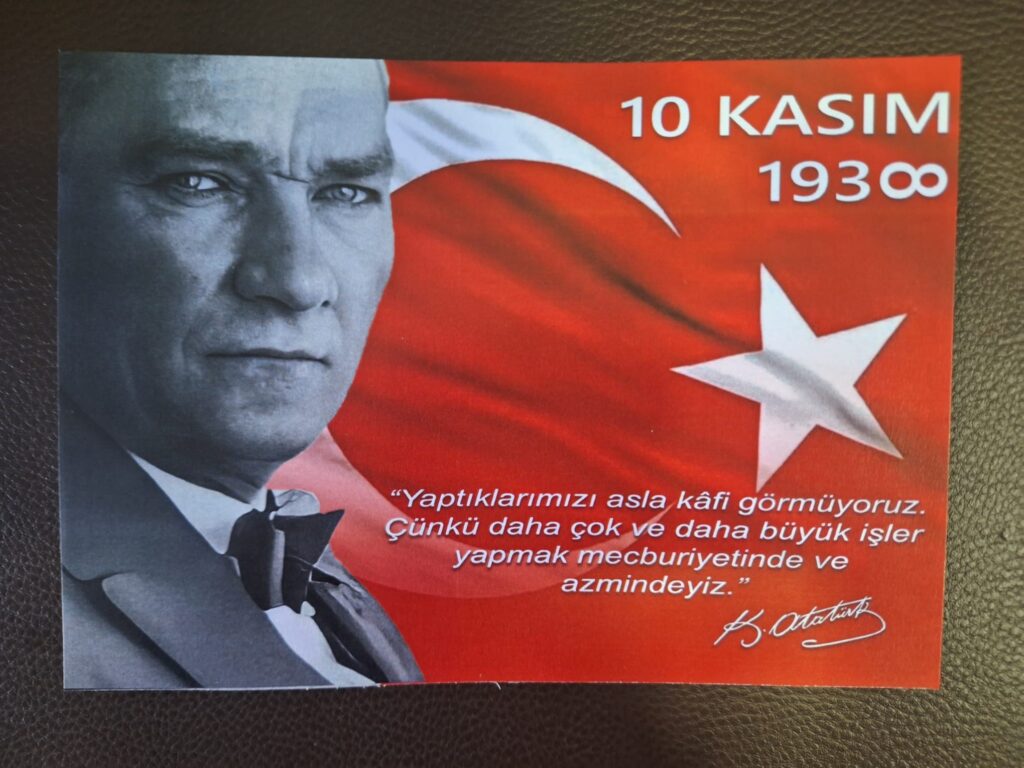 10 KASIM
193∞
“Yaptıklarımızı asla kâfi görmüyoruz.
Çünkü daha çok ve daha büyük işler
yapmak mecburiyetinde ve
azmindeyiz.”
K. Atatürk